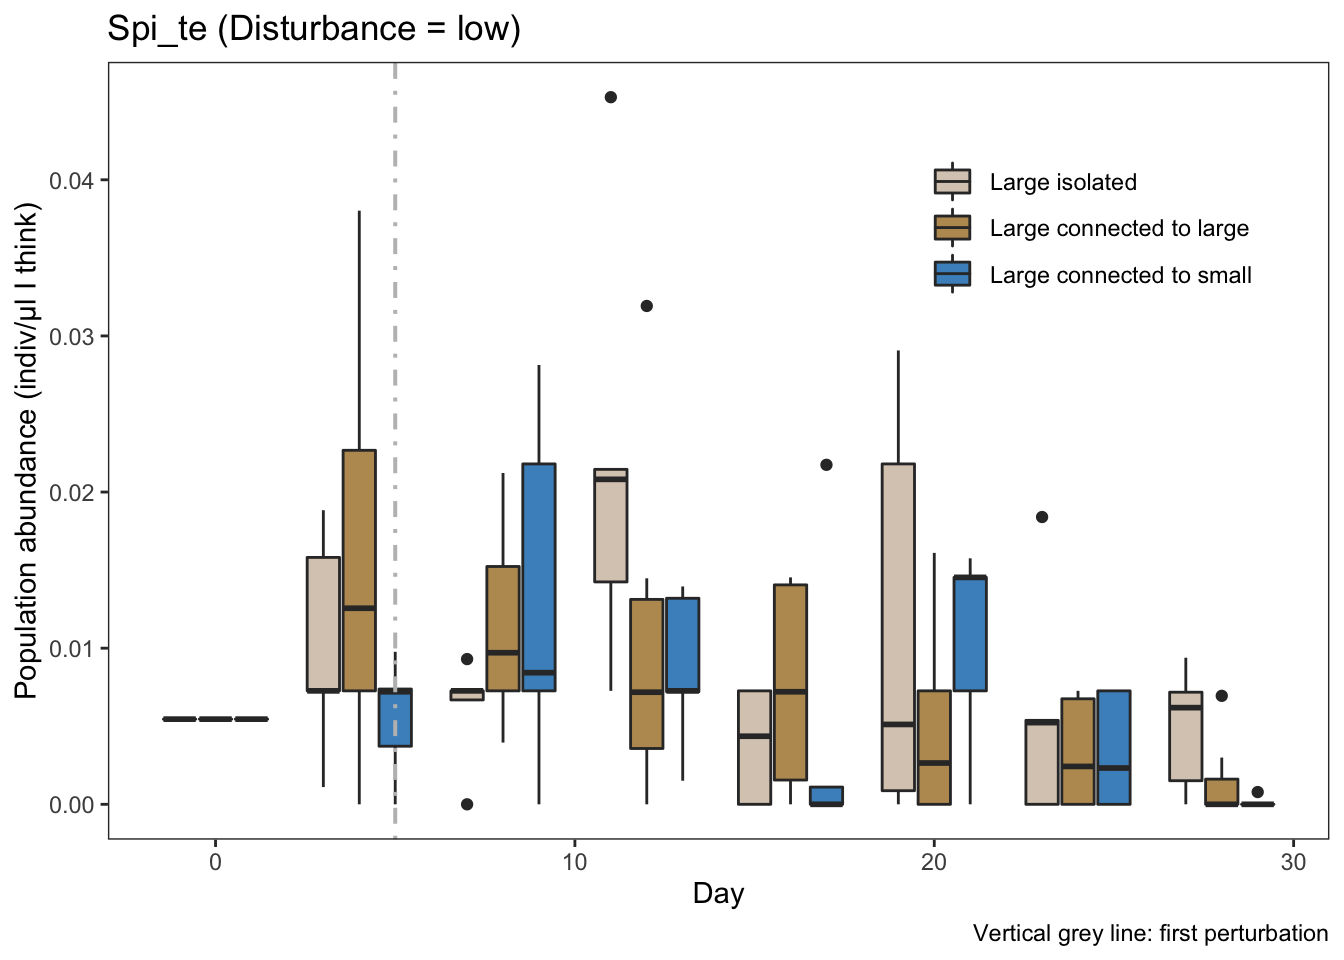 Spi_te (Disturbance = low)
Population abundance (indiv/µl I think)
0.04
0.03
0.02
0.01
0.00
Large isolated
Large connected to large
Large connected to small
0 10 20 30
Day
Vertical grey line: first perturbation